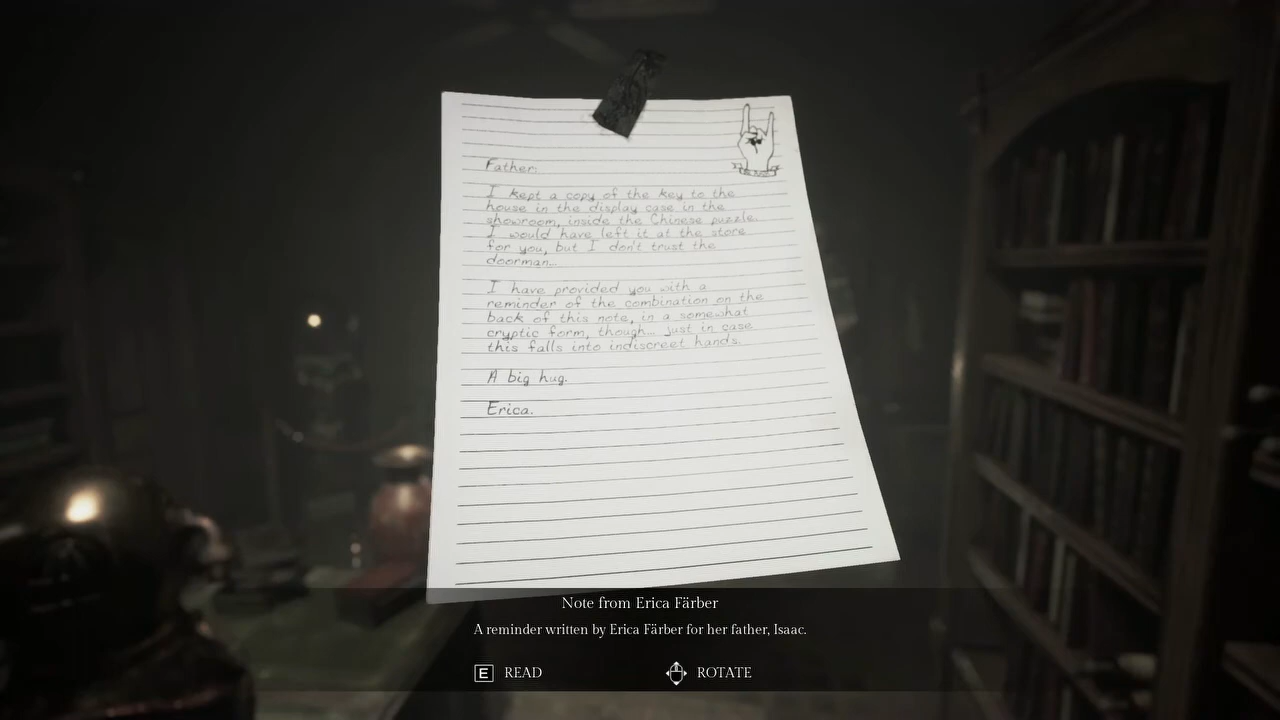 Father:
I kept a copy of the key to the
house in the display case in the
showroom, inside the Chinese puzzle.
I would have left it at the store
for you, but I don't trust the
doorman...
I have provided you with a
reminder of the combination on the
back of this note, in a somewhat
cryptic form, though... just in case
this falls into indiscreet hands.
A big hug.
Erica.
Note from Erica Färber
A reminder written by Erica Färber for her father, Isaac.
E READ
ROTATE